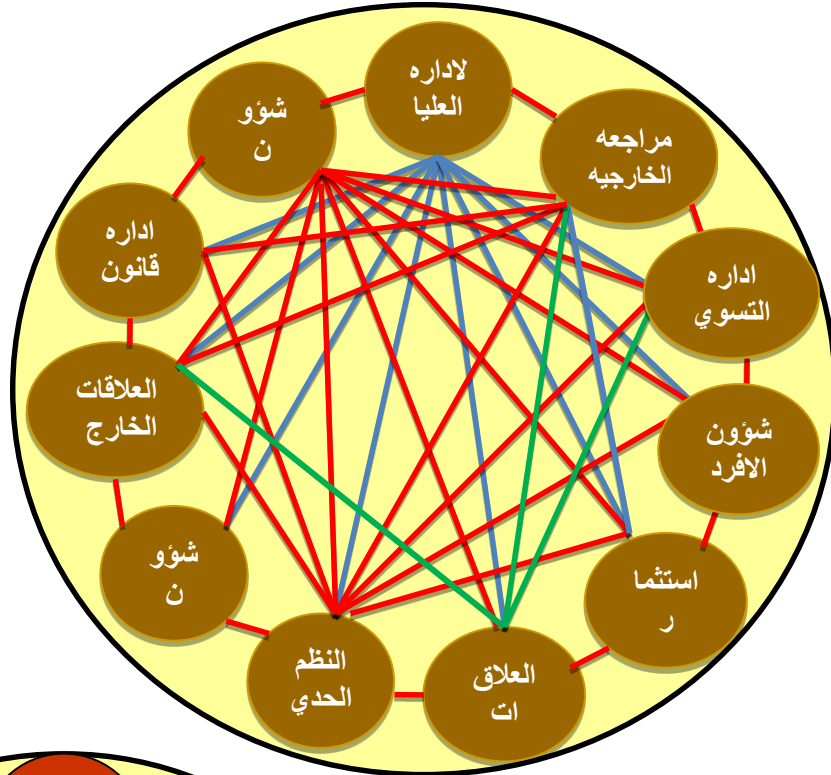 لاداره
العليا
مراجعه
الخارجيه
اداره
التسوي
شؤون
الافرد
استثما
ر
العلاق
ات
النظم
الحدي
شؤو
ن
العلاقات
الخارج
اداره
قانون
شؤو
ن